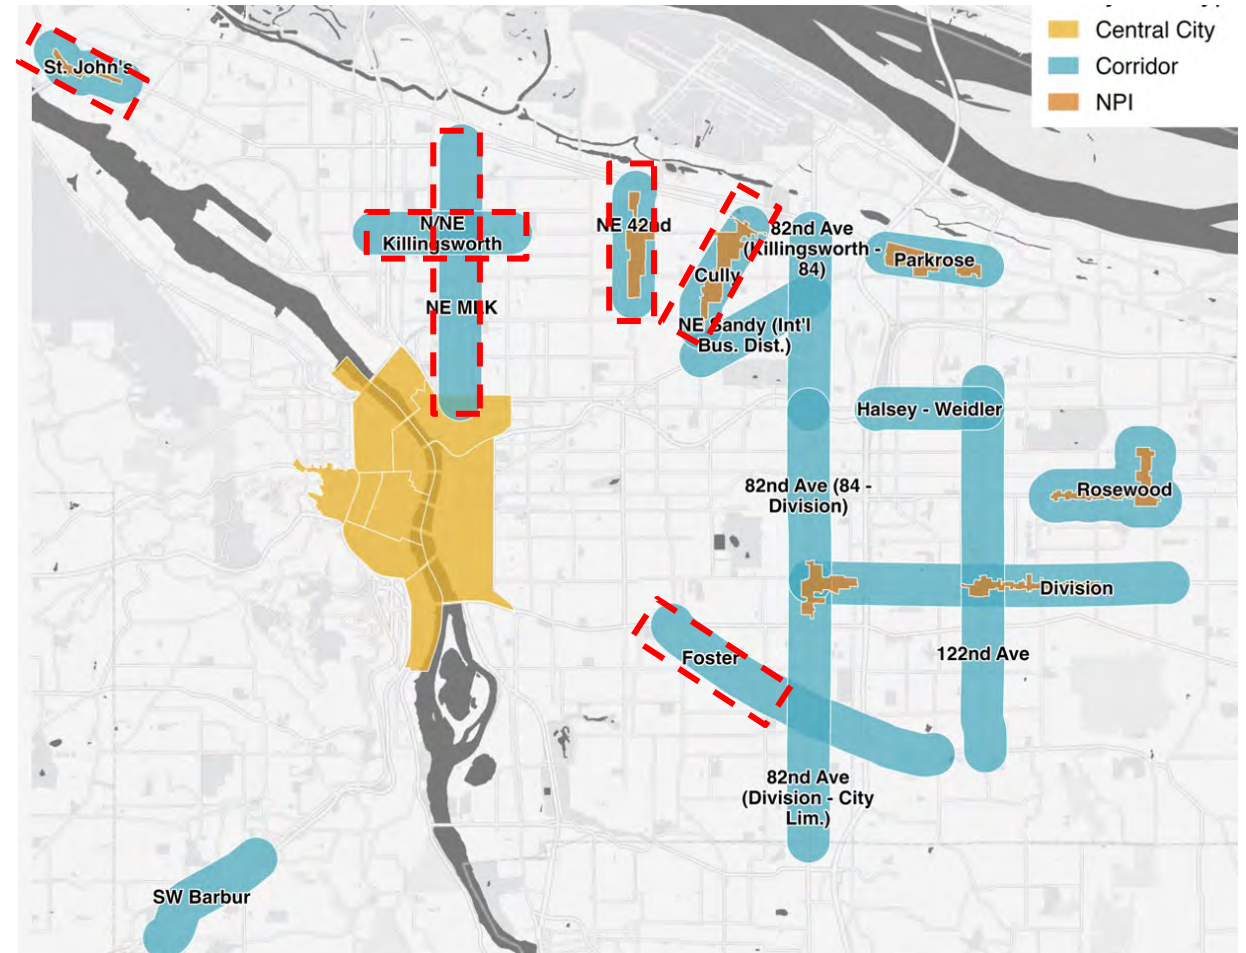 Central City
Corridor
NPI
St. John's
N/NE
Killingsworth
NE MLK
NE 42nd
Cully
82nd Ave
(Killingsworth -
84)
Parkrose
NE Sandy (Int'l
Bus. Dist.)
Halsey - Weidler
82nd Ave (84 -
Division)
Rosewood
Division
Foster
122nd Ave
82nd Ave
(Division - City
Lim.)
SW Barbur